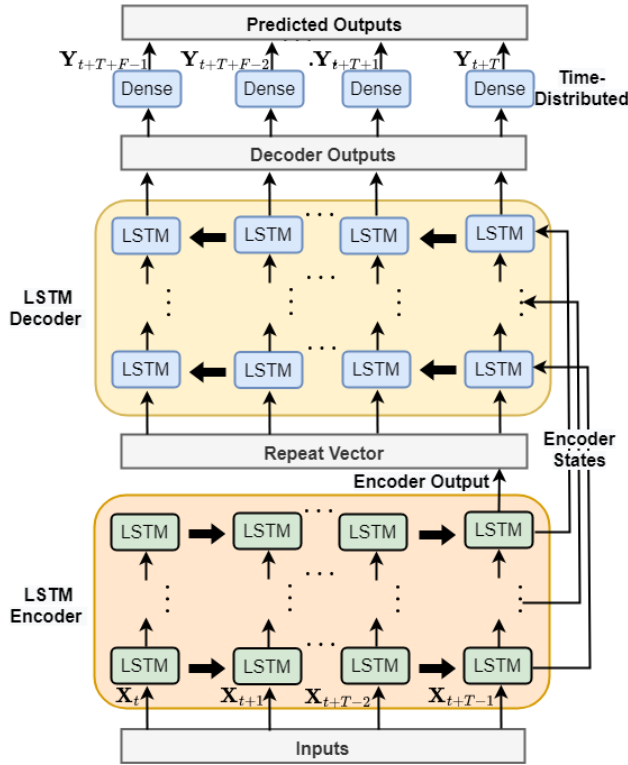 Predicted Outputs
...
Y_{t+T+F-1} Y_{t+T+F-2} .Y_{t+T+1} Y_{t+T}
Dense Dense Dense Dense
Time-
Distributed
Decoder Outputs
...
LSTM LSTM LSTM LSTM
LSTM
Decoder
...
LSTM LSTM LSTM LSTM
Repeat Vector
Encoder
States
Encoder Output
...
LSTM LSTM LSTM LSTM
LSTM
Encoder
...
LSTM LSTM LSTM LSTM
X_t X_{t+1} X_{t+T-2} X_{t+T-1}
Inputs